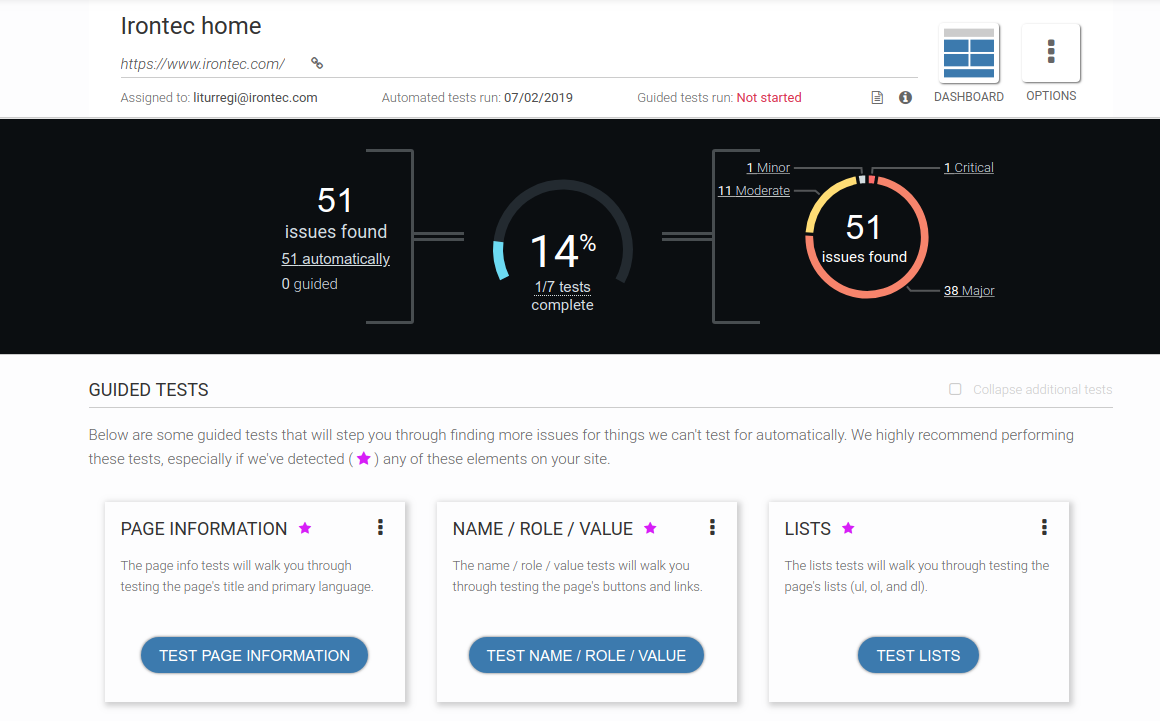 Irontec home
https://www.irontec.com/
Assigned to: liturregi@irontec.com
Automated tests run: 07/02/2019
Guided tests run: Not started
DASHBOARD
OPTIONS
51
issues found
51 automatically
0 guided
14%
1/7 tests
complete
1 Minor
11 Moderate
1 Critical
51
issues found
38 Major
GUIDED TESTS
Collapse additional tests
Below are some guided tests that will step you through finding more issues for things we can't test for automatically. We highly recommend performing
these tests, especially if we've detected ( ★ ) any of these elements on your site.
PAGE INFORMATION
The page info tests will walk you through
testing the page's title and primary language.
TEST PAGE INFORMATION
NAME / ROLE / VALUE
The name / role / value tests will walk you
through testing the page's buttons and links.
TEST NAME / ROLE / VALUE
LISTS
The lists tests will walk you through testing the
page's lists (ul, ol, and dl).
TEST LISTS